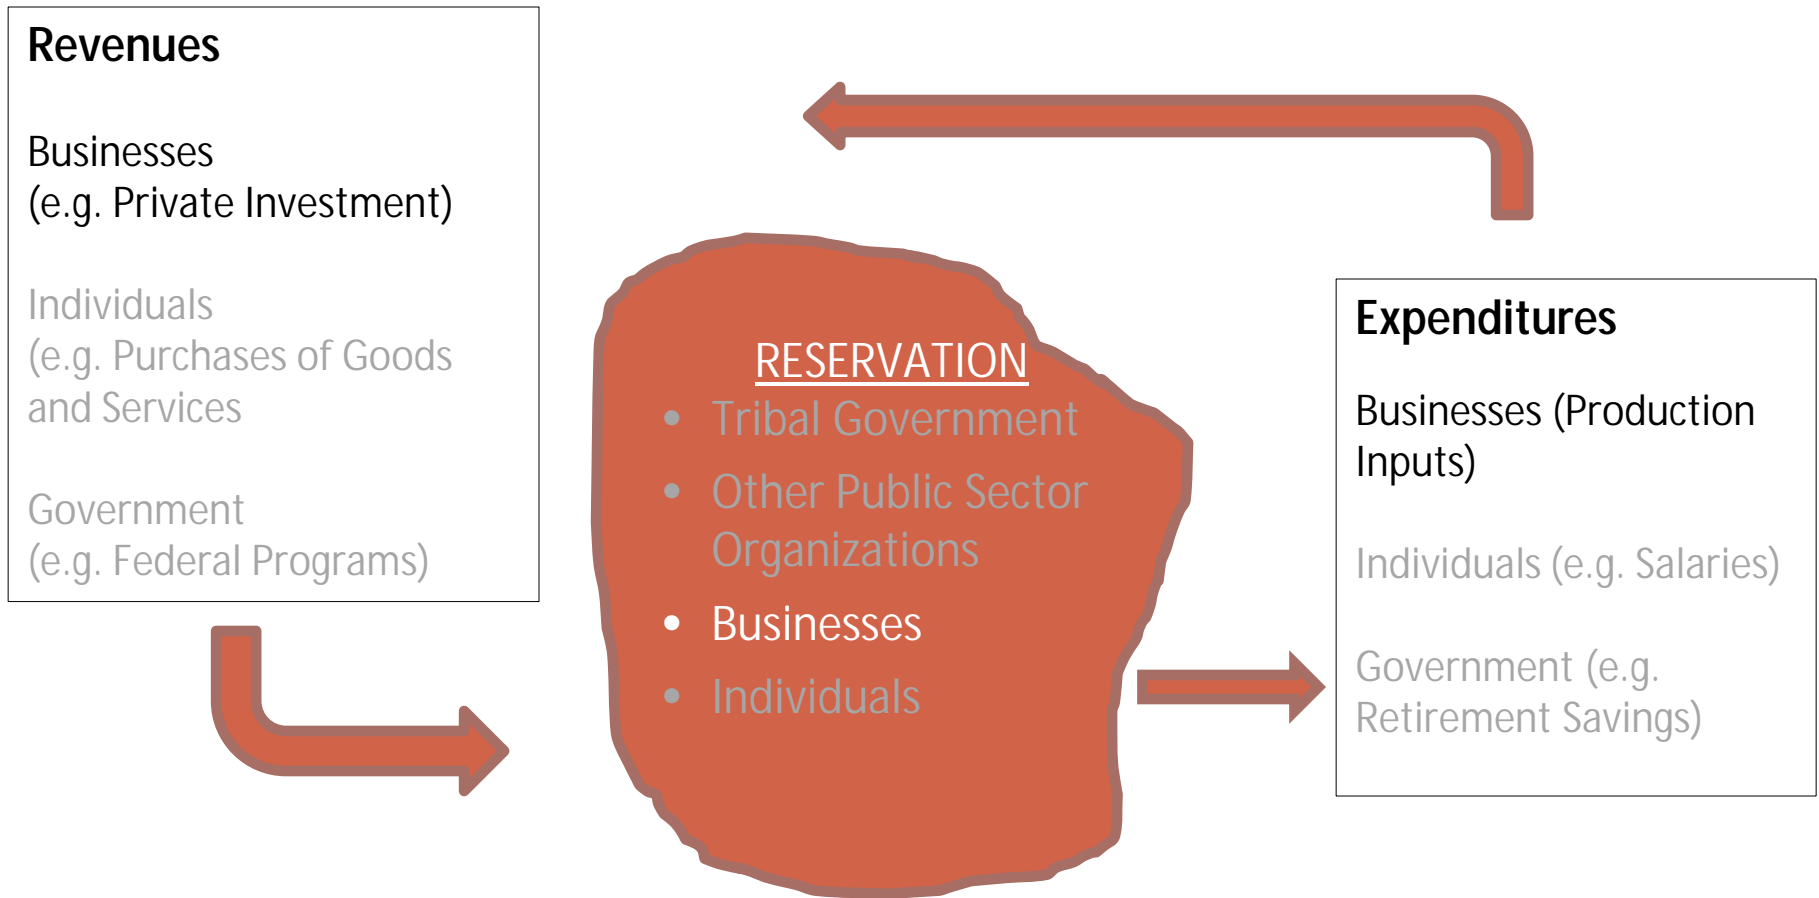 Revenues
Businesses
(e.g. Private Investment)
Individuals
(e.g. Purchases of Goods
and Services
Government
(e.g. Federal Programs)
RESERVATION
• Tribal Government
• Other Public Sector
Organizations
• Businesses
• Individuals
Expenditures
Businesses (Production
Inputs)
Individuals (e.g. Salaries)
Government (e.g.
Retirement Savings)